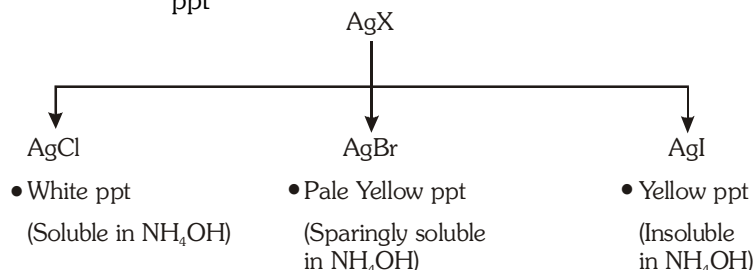 ppt
AgX
AgCl
AgBr
AgI
• White ppt
• Pale Yellow ppt
• Yellow ppt
(Soluble in NH₄OH)
(Sparingly soluble
in NH₄OH)
(Insoluble
in NH₄OH)